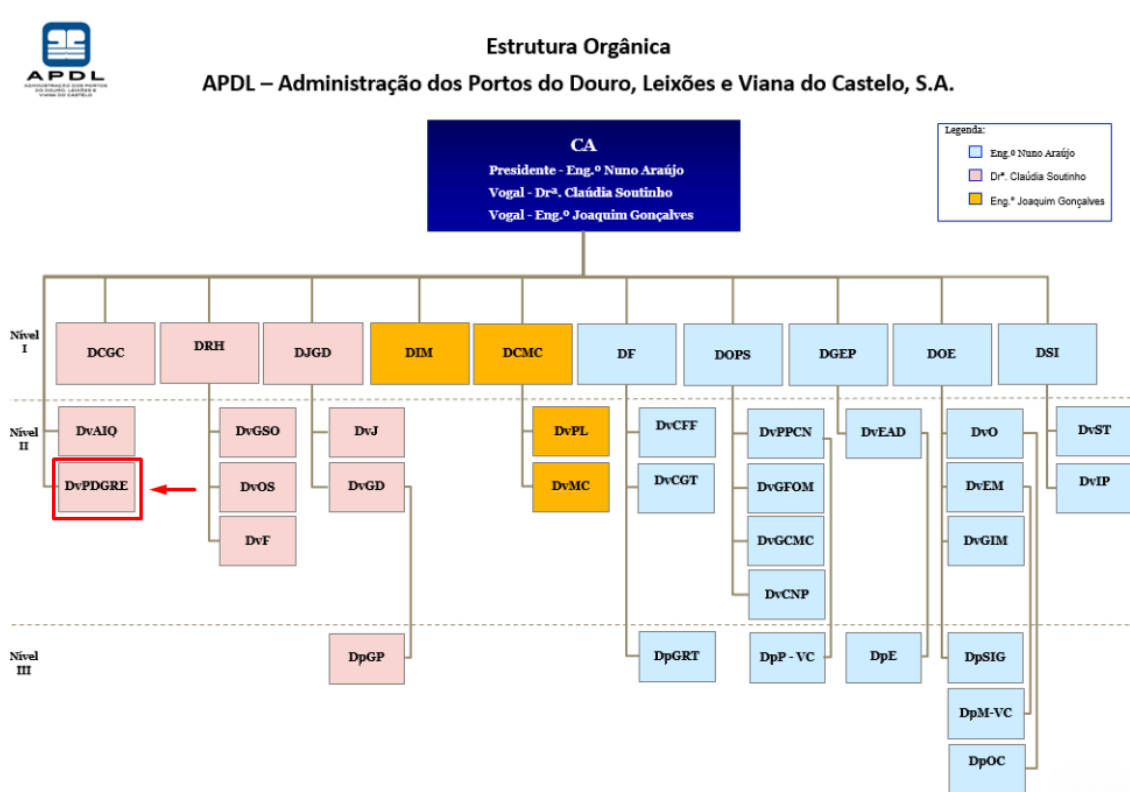 Estrutura Orgânica
APDL – Administração dos Portos do Douro, Leixões e Viana do Castelo, S.A.
APDL
ADMINISTRAÇÃO DOS PORTOS
DO DOURO, LEIXÕES E
VIANA DO CASTELO
CA
Presidente - Eng.º Nuno Araújo
Vogal - Drª. Claúdia Soutinho
Vogal - Eng.º Joaquim Gonçalves
Legenda:
Eng.º Nuno Araújo
Drª. Claúdia Soutinho
Eng.º Joaquim Gonçalves
Nível
I
DCGC
DRH
DJGD
DIM
DCMC
DF
DOPS
DGEP
DOE
DSI
Nível
II
DvAIQ
DvGSO
DvJ
DvPL
DvCFF
DvPPCN
DvEAD
DvO
DvST
DvPDGRE
DvOS
DvGD
DvMC
DvCGT
DvGFOM
DvEM
DvIP
DvF
DvGCMC
DvGIM
DvCNP
Nível
III
DpGP
DpGRT
DpP - VC
DpE
DpSIG
DpM-VC
DpOC